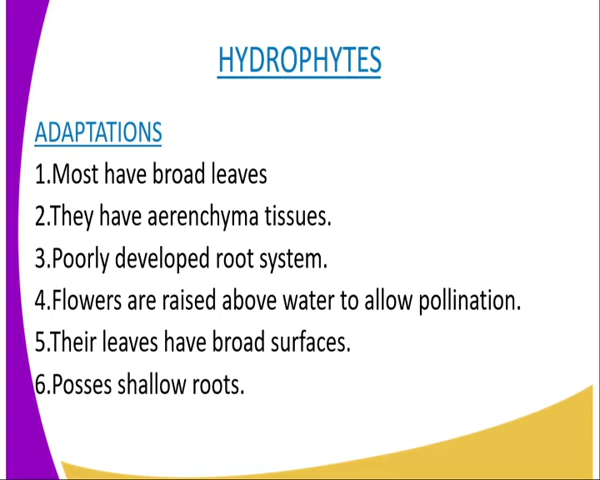 HYDROPHYTES
ADAPTATIONS
1.Most have broad leaves
2.They have aerenchyma tissues.
3.Poorly developed root system.
4.Flowers are raised above water to allow pollination.
5.Their leaves have broad surfaces.
6.Posses shallow roots.